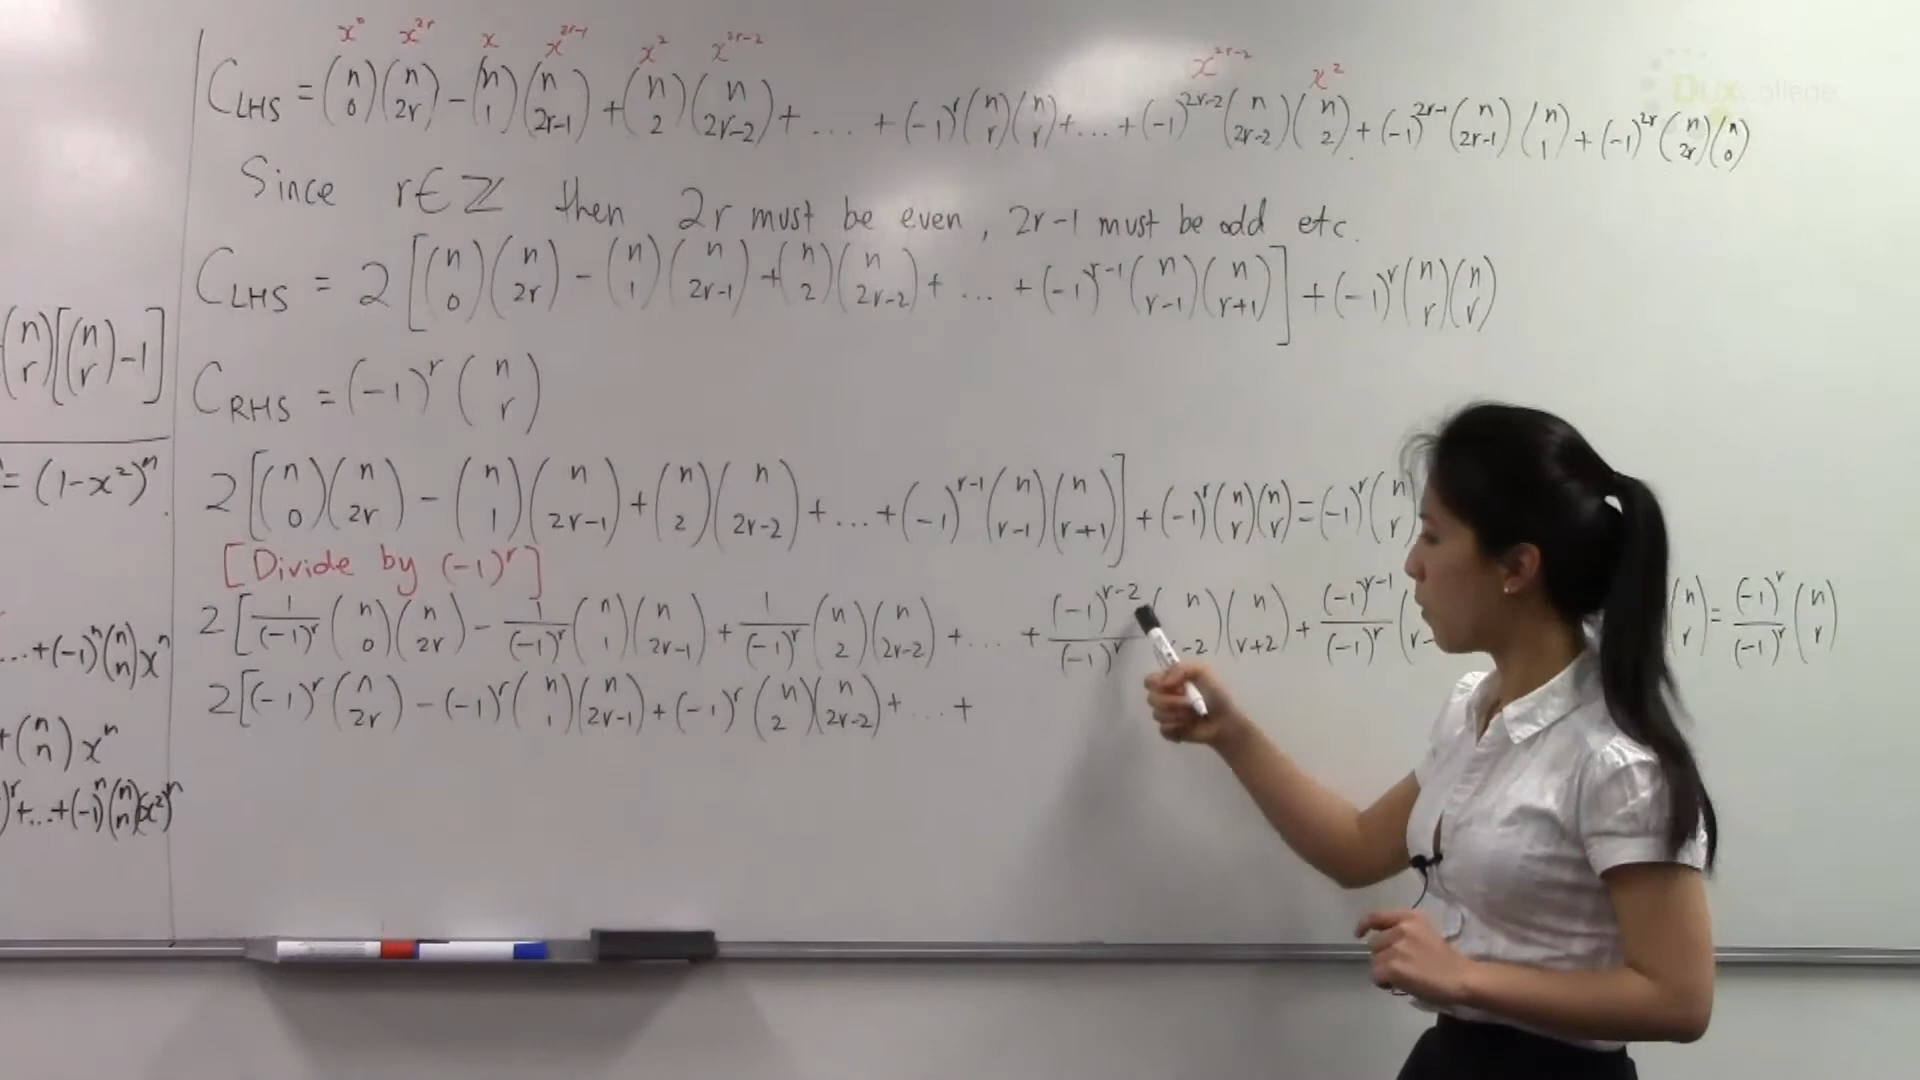 (n r)[(n r) -1]
= (1-x²)ⁿ.
...+(-1)ⁿ(n n)xⁿ
+(n n) xⁿ
)ʳ+...+(-1)ⁿ(n n)(x²)ⁿ
x⁰ x²ʳ x x²ʳ⁻¹ x² x²ʳ⁻² x²ʳ⁻² x²
C_LHS = (n 0)(n 2r) - (n 1)(n 2r-1) + (n 2)(n 2r-2) + .... + (-1)ʳ(n r)(n r) + ... + (-1)²ʳ⁻²(n 2r-2)(n 2) + (-1)²ʳ⁻¹(n 2r-1)(n 1) + (-1)²ʳ(n 2r)(n 0)
Since r∈ℤ then 2r must be even, 2r-1 must be odd etc.
C_LHS = 2[(n 0)(n 2r) - (n 1)(n 2r-1) + (n 2)(n 2r-2) + ... + (-1)ʳ⁻¹(n r-1)(n r+1)] + (-1)ʳ(n r)(n r)
C_RHS = (-1)ʳ(n r)
2[(n 0)(n 2r) - (n 1)(n 2r-1) + (n 2)(n 2r-2) + ... + (-1)ʳ⁻¹(n r-1)(n r+1)] + (-1)ʳ(n r)(n r) = (-1)ʳ(n r
[Divide by (-1)ʳ]
2[1/(-1)ʳ (n 0)(n 2r) - 1/(-1)ʳ (n 1)(n 2r-1) + 1/(-1)ʳ (n 2)(n 2r-2) + .... + (-1)ʳ⁻²/(-1)ʳ (n -2)(n r+2) + (-1)ʳ⁻¹/(-1)ʳ (r- (n r) = (-1)ʳ/(-1)ʳ (n r)
2[(-1)ʳ(n 2r) - (-1)ʳ(n 1)(n 2r-1) + (-1)ʳ(n 2)(n 2r-2) + ... +
Dux College